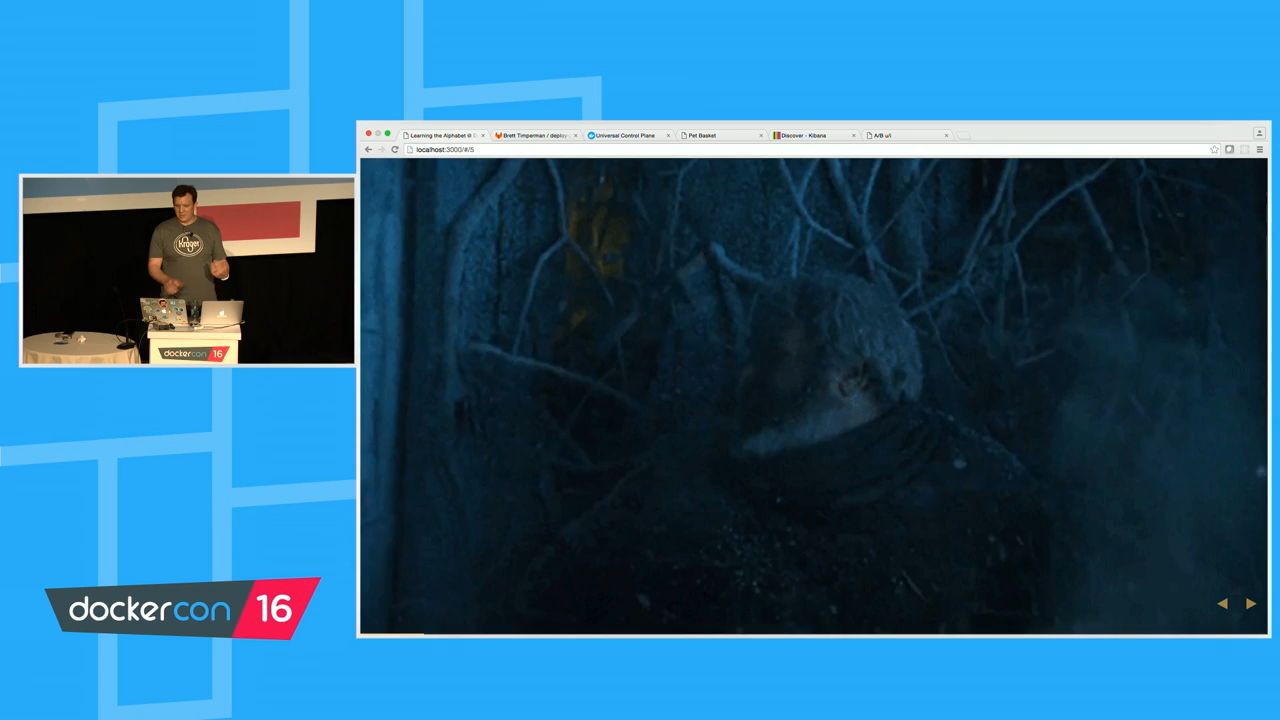 Learning the Alphabet @ D
Brett Timperman / deploy-
Universal Control Plane
Pet Basket
Discover - Kibana
A/B u/i
localhost:3000/#/5
Kroger
dockercon 16
dockercon 16